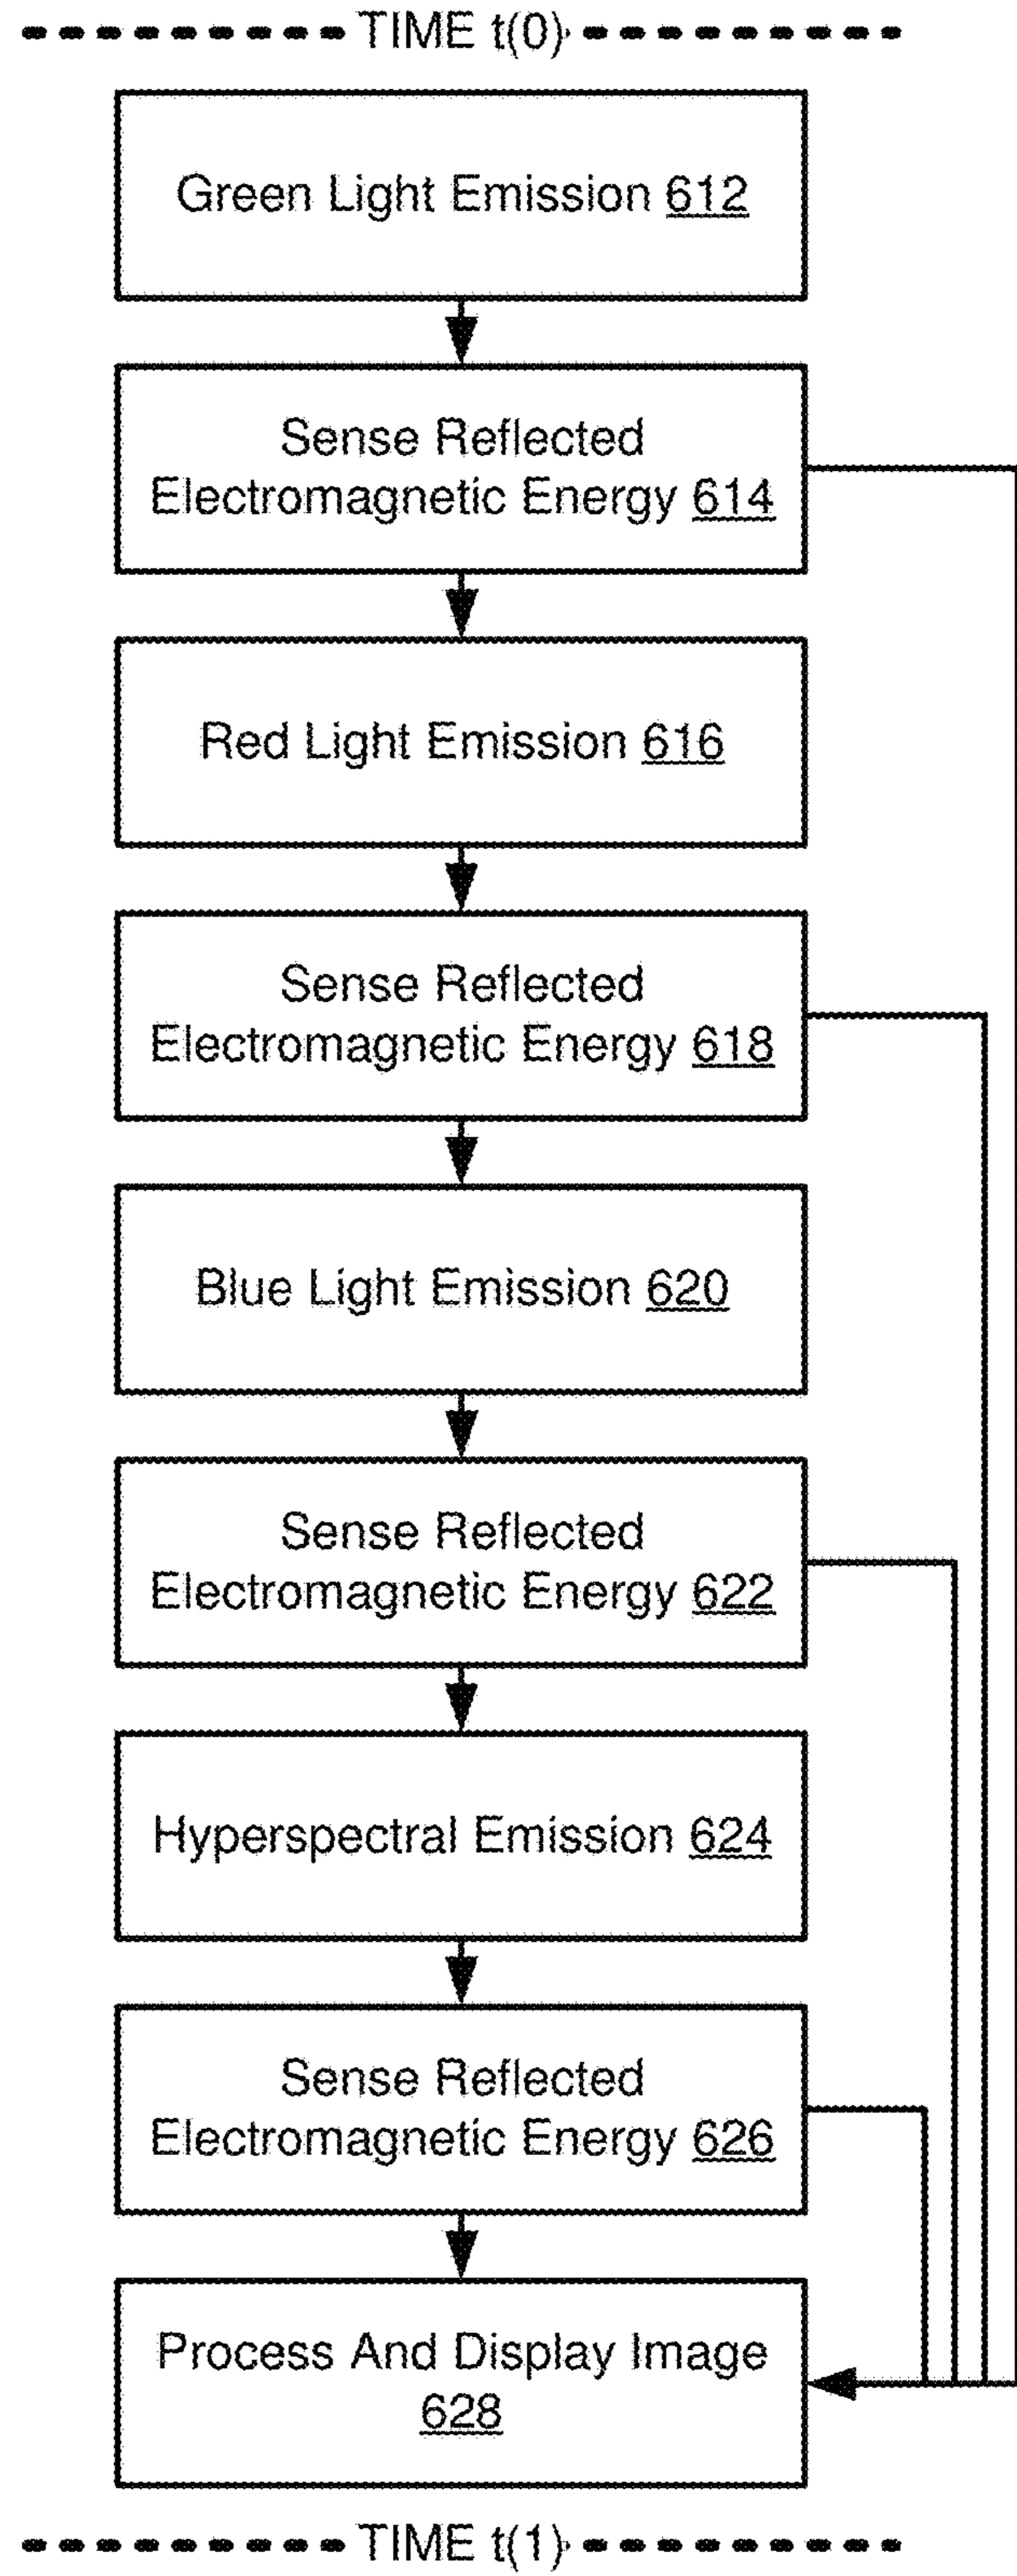 TIME t(0)
Green Light Emission 612
Sense Reflected
Electromagnetic Energy 614
Red Light Emission 616
Sense Reflected
Electromagnetic Energy 618
Blue Light Emission 620
Sense Reflected
Electromagnetic Energy 622
Hyperspectral Emission 624
Sense Reflected
Electromagnetic Energy 626
Process And Display Image
628
TIME t(1)